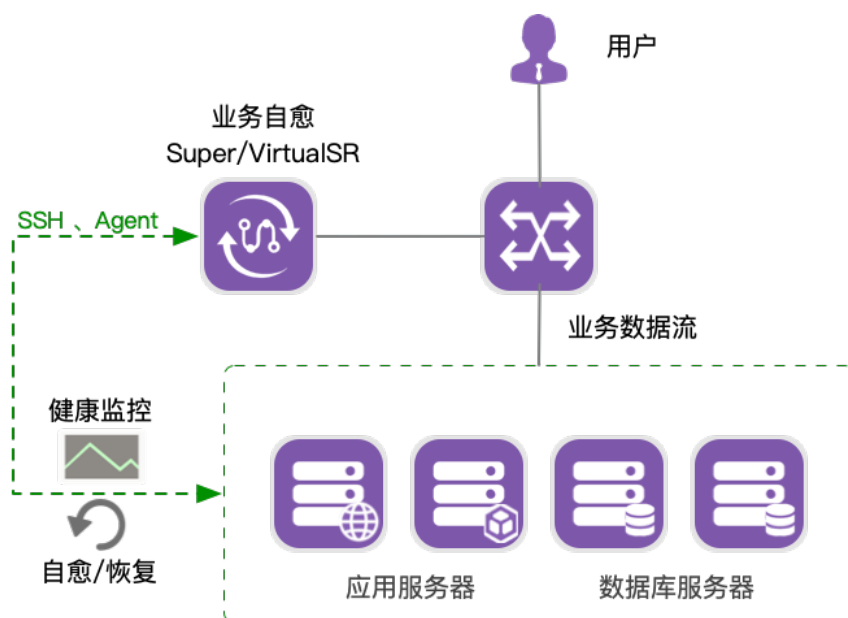 用户
业务自愈
Super/VirtualSR
SSH 、Agent
业务数据流
健康监控
自愈/恢复
应用服务器
数据库服务器